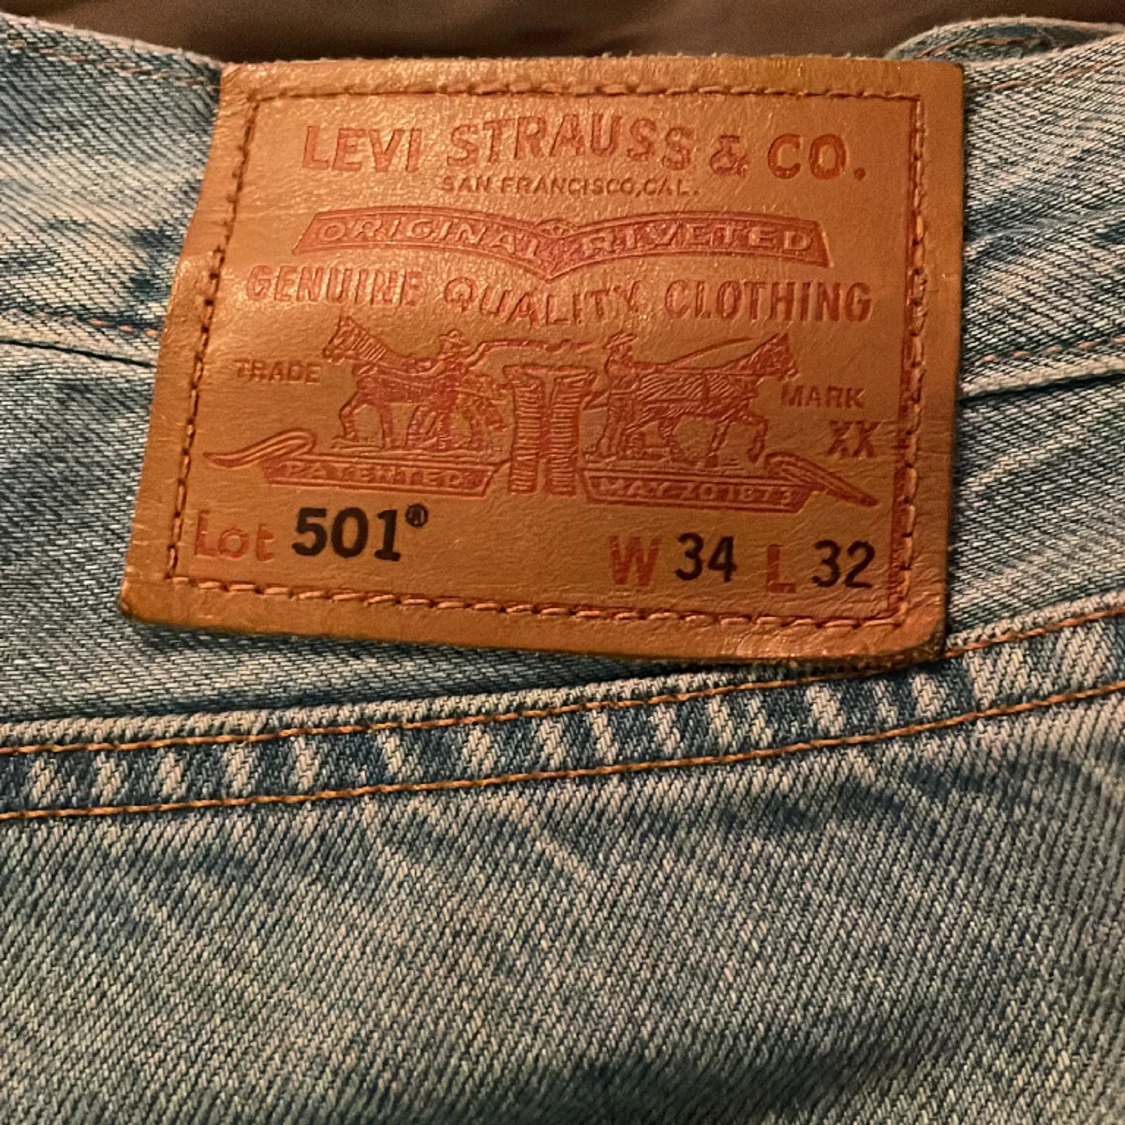 LEVI STRAUSS & CO.
SAN FRANCISCO, CAL.
ORIGINAL RIVETED
GENUINE QUALITY CLOTHING
TRADE MARK
XX
PATENTED MAY 20 1873
Lot 501® W 34 L 32